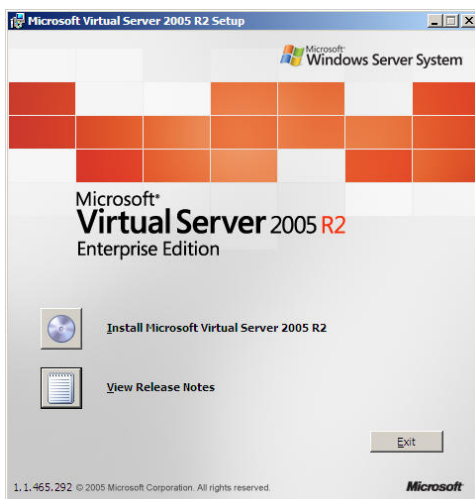 Microsoft Virtual Server 2005 R2 Setup
Microsoft
Windows Server System
Microsoft
Virtual Server 2005 R2
Enterprise Edition
Install Microsoft Virtual Server 2005 R2
View Release Notes
Exit
1.1.465.292 © 2005 Microsoft Corporation. All rights reserved.
Microsoft